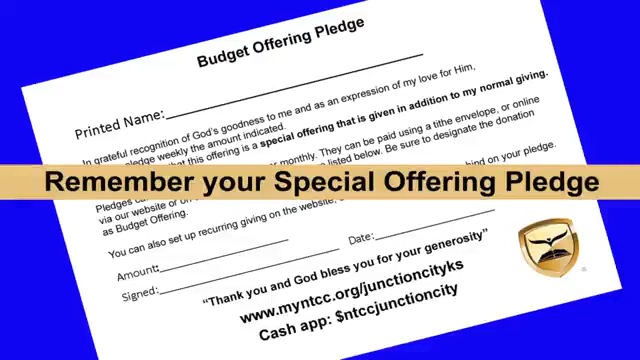 Budget Offering Pledge
Printed Name:
In grateful recognition of God's goodness to me and as an expression of my love for Him,
pledge weekly the amount indicated.
that this offering is a special offering that is given in addition to my normal giving.
monthly. They can be paid using a tithe envelope, or online
Remember your Special Offering Pledge
Pledges
via our website or on listed below. Be sure to designate the donation
as Budget Offering.
You can also set up recurring giving on the website, on your pledge.
Amount:
Signed: Date:
“Thank you and God bless you for your generosity”
www.myntcc.org/junctioncityks
Cash app: $ntccjunctioncity